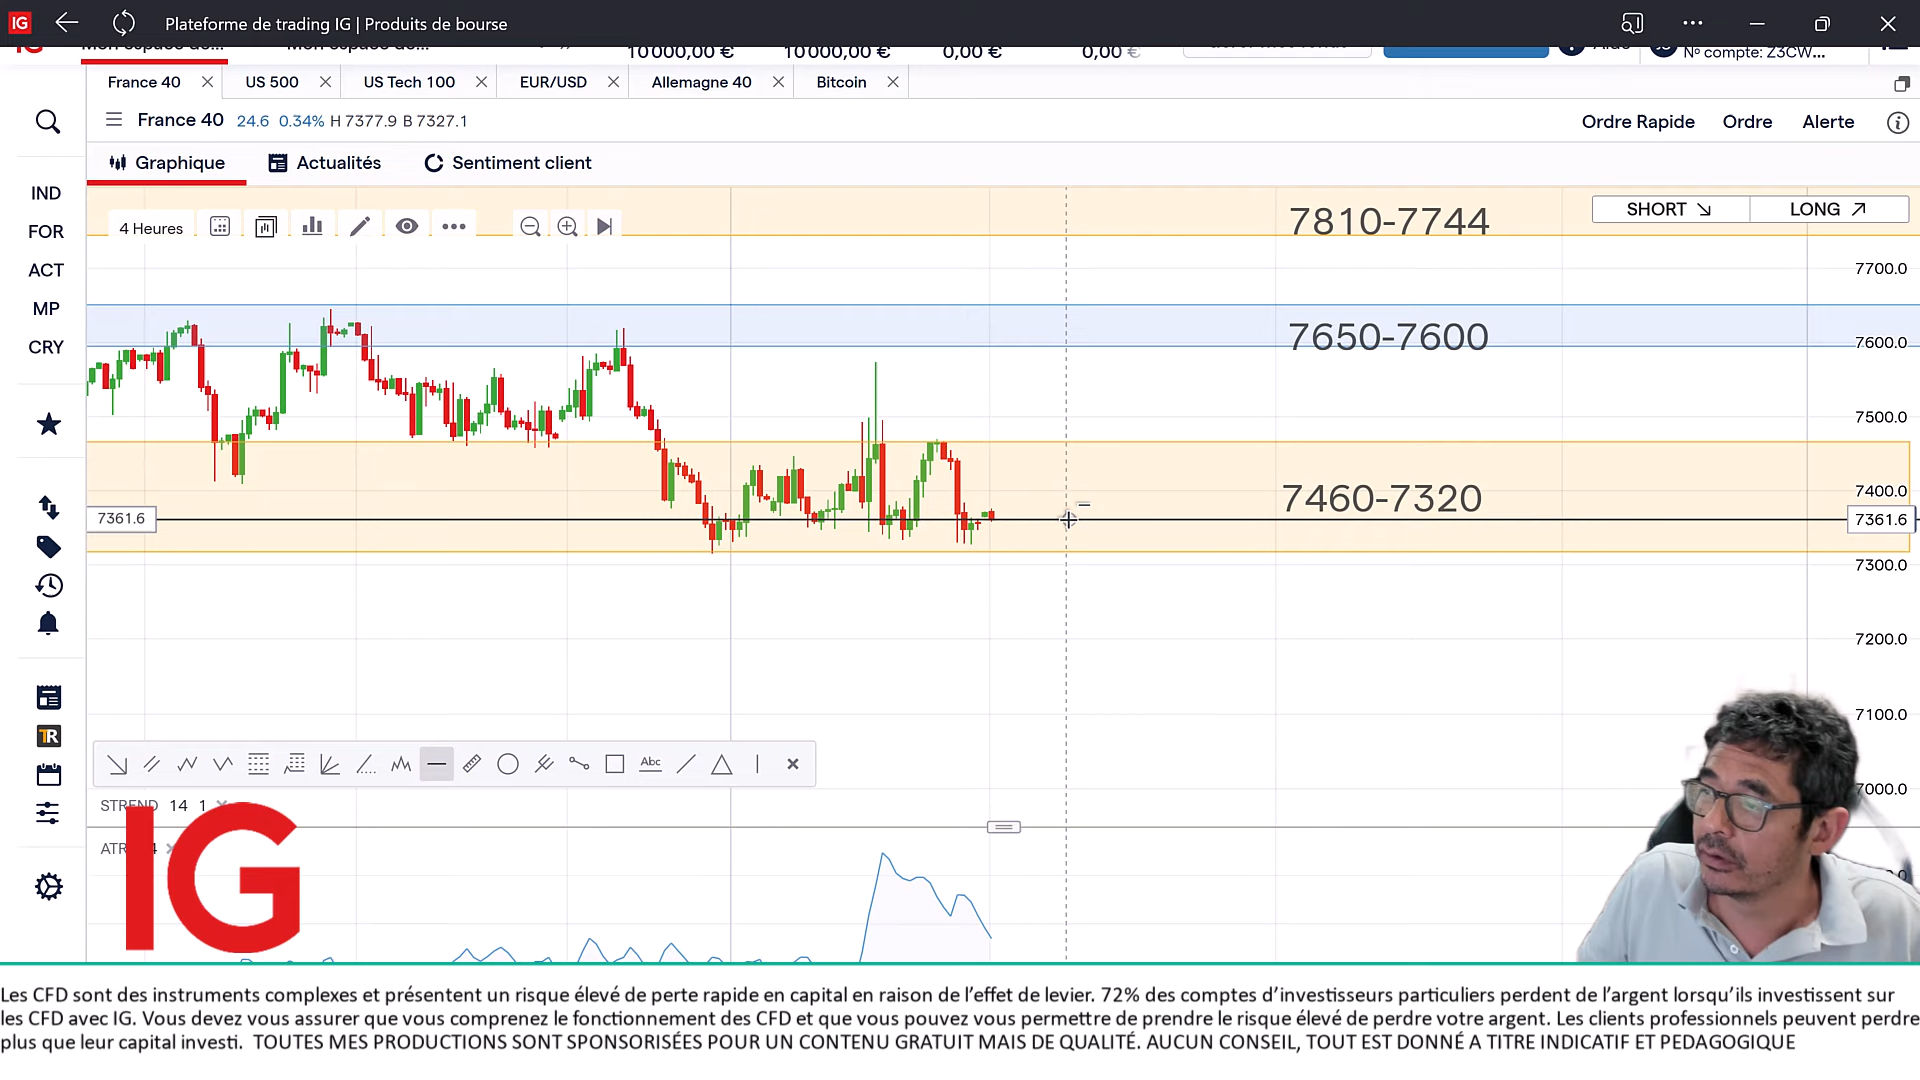 IG Plateforme de trading IG | Produits de bourse
10 000,00 € 10 000,00 € 0,00 € 0,00 €
N° compte: Z3CW...
France 40 US 500 US Tech 100 EUR/USD Allemagne 40 Bitcoin
France 40 24.6 0.34% H 7377.9 B 7327.1
Ordre Rapide Ordre Alerte
Graphique Actualités Sentiment client
IND
FOR
ACT
MP
CRY
4 Heures
SHORT LONG
7810-7744
7700.0
7650-7600
7600.0
7500.0
7460-7320
7400.0
7361.6
7361.6
7300.0
7200.0
7100.0
Abc
7000.0
STREND 14 1
TR
IG
Les CFD sont des instruments complexes et présentent un risque élevé de perte rapide en capital en raison de l’effet de levier. 72% des comptes d’investisseurs particuliers perdent de l’argent lorsqu’ils investissent sur
les CFD avec IG. Vous devez vous assurer que vous comprenez le fonctionnement des CFD et que vous pouvez vous permettre de prendre le risque élevé de perdre votre argent. Les clients professionnels peuvent perdre
plus que leur capital investi. TOUTES MES PRODUCTIONS SONT SPONSORISÉES POUR UN CONTENU GRATUIT MAIS DE QUALITÉ. AUCUN CONSEIL, TOUT EST DONNÉ A TITRE INDICATIF ET PEDAGOGIQUE